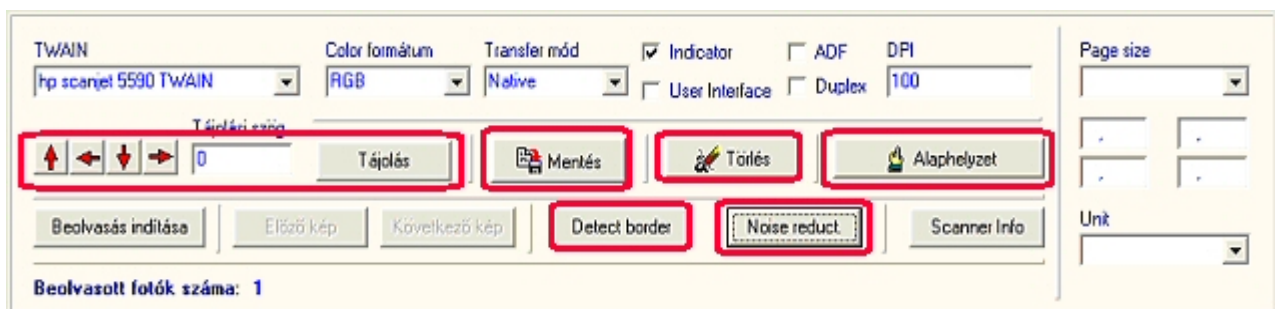 TWAIN Color formátum Transfer mód Indicator ADF DPI Page size
hp scanjet 5590 TWAIN RGB Native User Interface Duplex 100
Tájolási szög
0 Tájolás Mentés Törlés Alaphelyzet
Beolvasás indítása Előző kép Következő kép Detect border Noise reduct. Scanner Info Unit
Beolvasott fotók száma: 1